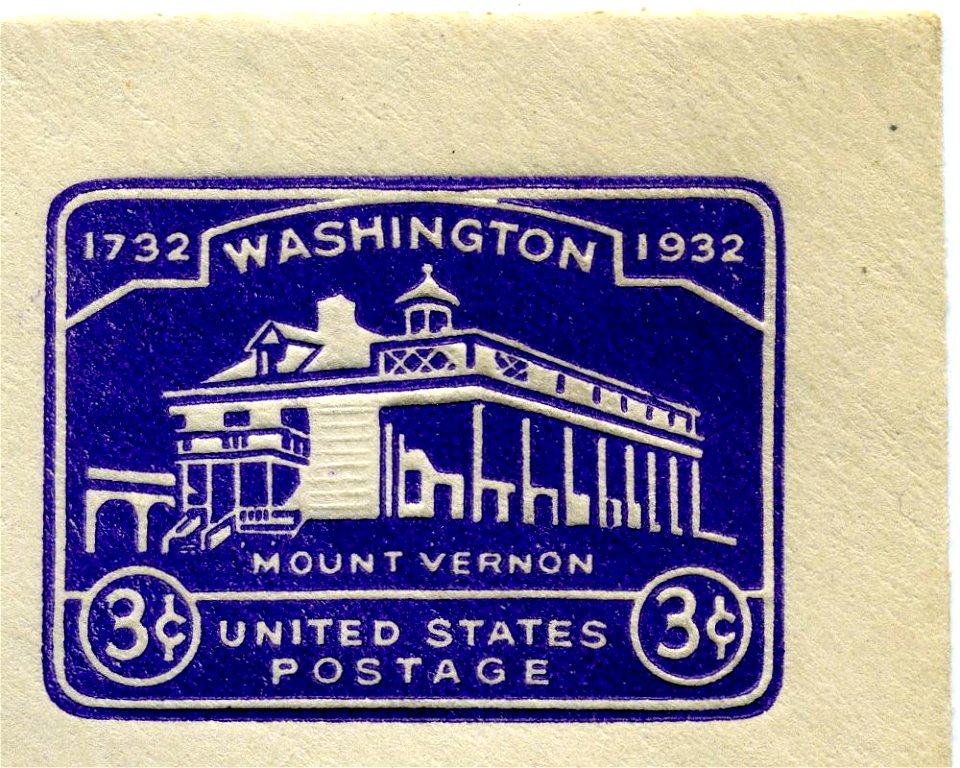 1732 WASHINGTON 1932
MOUNT VERNON
3¢ UNITED STATES 3¢
POSTAGE